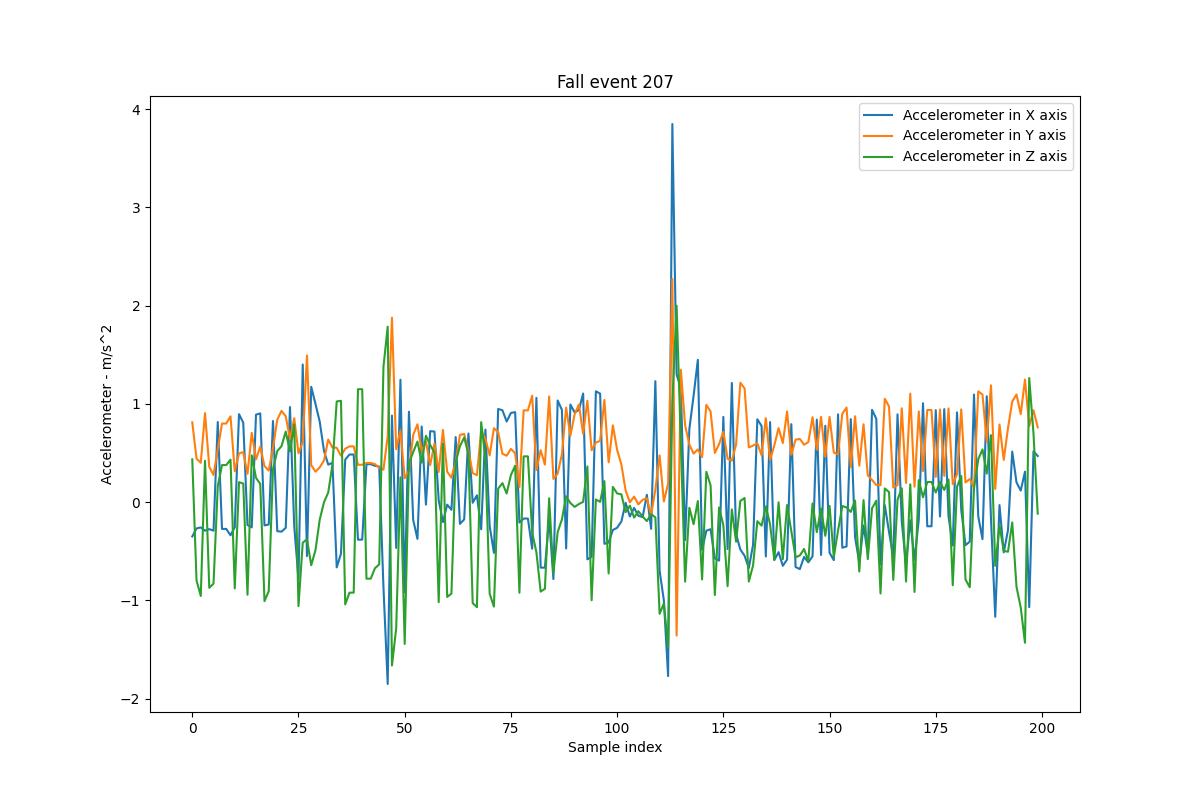 Fall event 207
Accelerometer in X axis
Accelerometer in Y axis
Accelerometer in Z axis
Accelerometer - m/s^2
4
3
2
1
0
−1
−2
0 25 50 75 100 125 150 175 200
Sample index